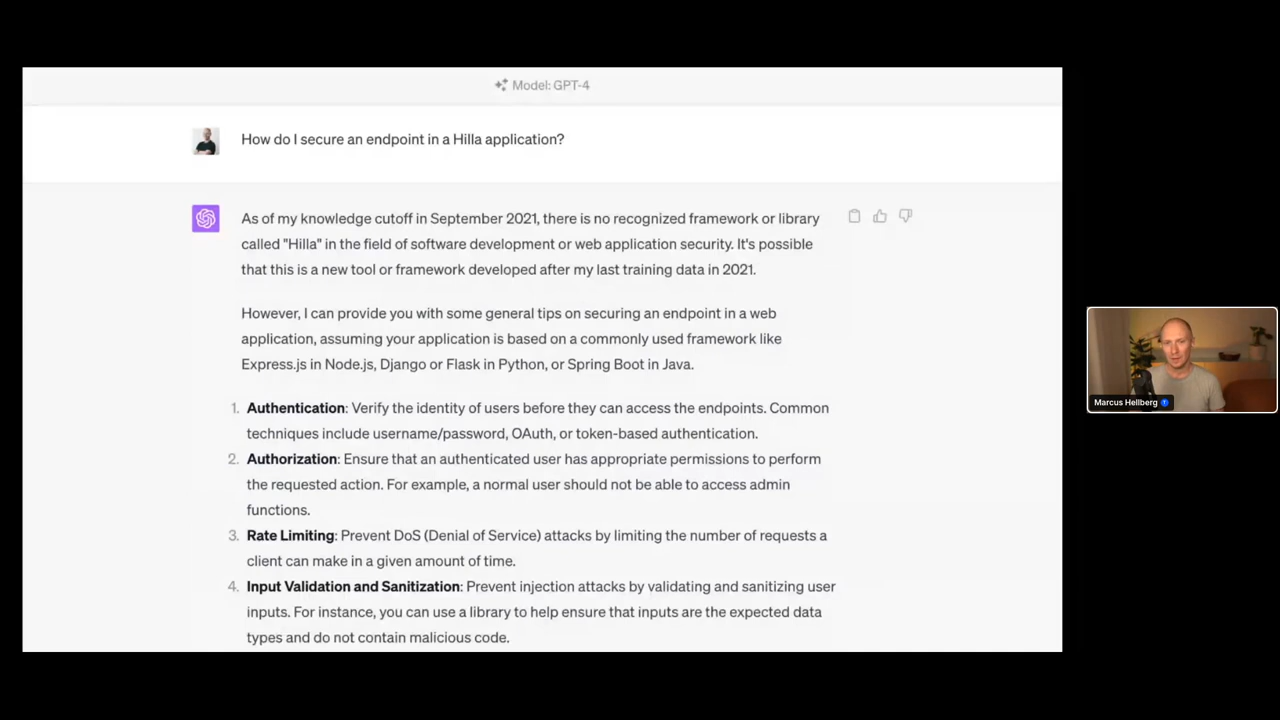 Model: GPT-4
How do I secure an endpoint in a Hilla application?
As of my knowledge cutoff in September 2021, there is no recognized framework or library
called "Hilla" in the field of software development or web application security. It's possible
that this is a new tool or framework developed after my last training data in 2021.
However, I can provide you with some general tips on securing an endpoint in a web
application, assuming your application is based on a commonly used framework like
Express.js in Node.js, Django or Flask in Python, or Spring Boot in Java.
1. Authentication: Verify the identity of users before they can access the endpoints. Common
techniques include username/password, OAuth, or token-based authentication.
2. Authorization: Ensure that an authenticated user has appropriate permissions to perform
the requested action. For example, a normal user should not be able to access admin
functions.
3. Rate Limiting: Prevent DoS (Denial of Service) attacks by limiting the number of requests a
client can make in a given amount of time.
4. Input Validation and Sanitization: Prevent injection attacks by validating and sanitizing user
inputs. For instance, you can use a library to help ensure that inputs are the expected data
types and do not contain malicious code.
Marcus Hellberg